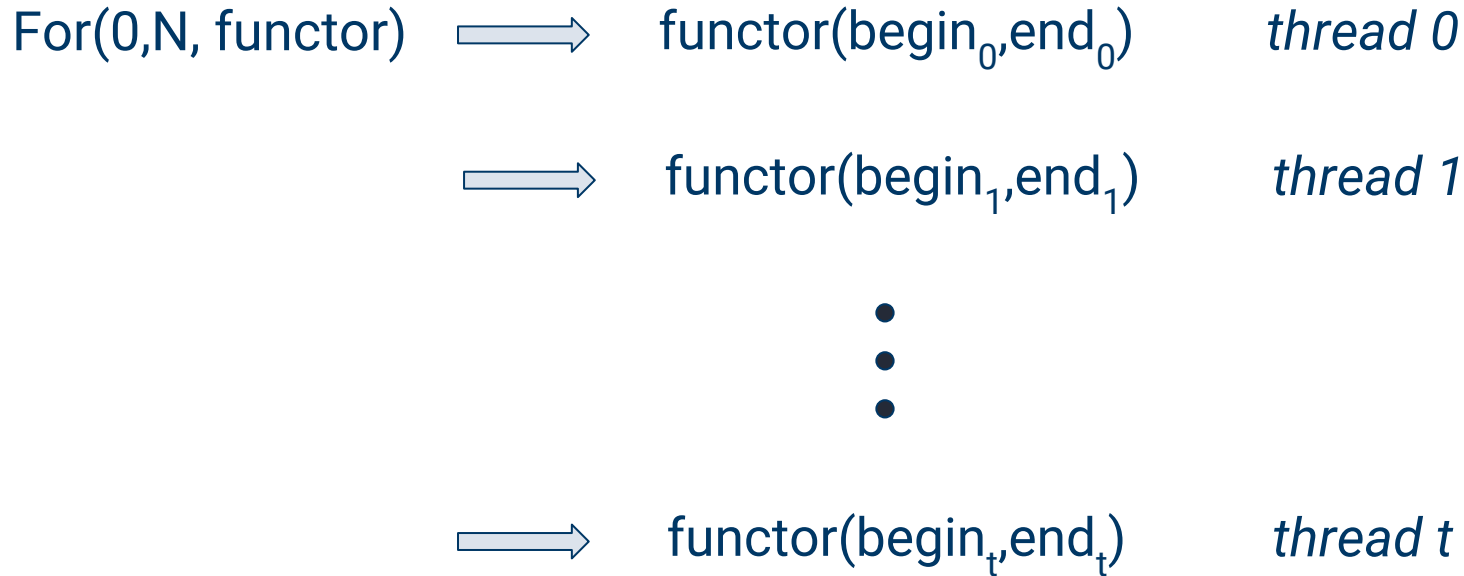 For(0,N, functor) functor(begin₀,end₀) thread 0
functor(begin₁,end₁) thread 1
functor(beginₜ,endₜ) thread t